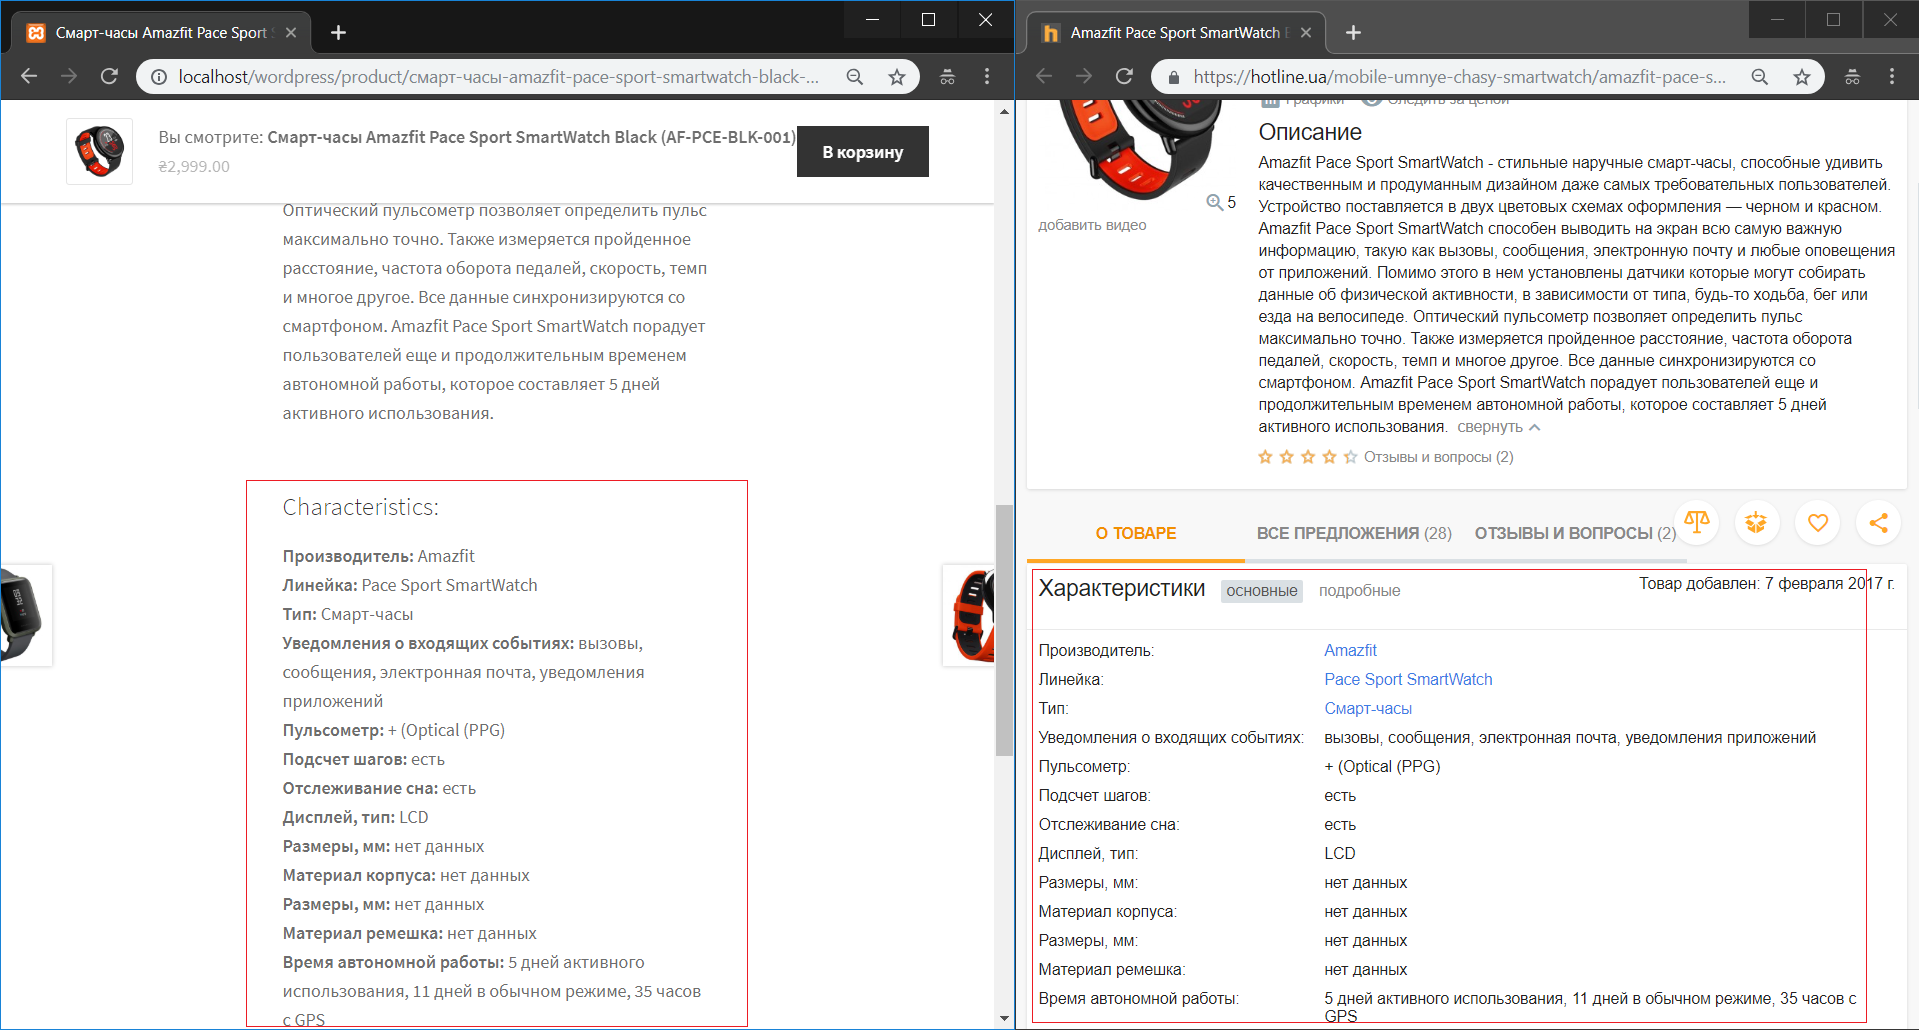 Смарт-часы Amazfit Pace Sport S
localhost/wordpress/product/смарт-часы-amazfit-pace-sport-smartwatch-black-...
Вы смотрите: Смарт-часы Amazfit Pace Sport SmartWatch Black (AF-PCE-BLK-001)
₴2,999.00
В корзину
Оптический пульсометр позволяет определить пульс
максимально точно. Также измеряется пройденное
расстояние, частота оборота педалей, скорость, темп
и многое другое. Все данные синхронизируются со
смартфоном. Amazfit Pace Sport SmartWatch порадует
пользователей еще и продолжительным временем
автономной работы, которое составляет 5 дней
активного использования.
Characteristics:
Производитель: Amazfit
Линейка: Pace Sport SmartWatch
Тип: Смарт-часы
Уведомления о входящих событиях: вызовы,
сообщения, электронная почта, уведомления
приложений
Пульсометр: + (Optical (PPG)
Подсчет шагов: есть
Отслеживание сна: есть
Дисплей, тип: LCD
Размеры, мм: нет данных
Материал корпуса: нет данных
Размеры, мм: нет данных
Материал ремешка: нет данных
Время автономной работы: 5 дней активного
использования, 11 дней в обычном режиме, 35 часов
с GPS
Amazfit Pace Sport SmartWatch
https://hotline.ua/mobile-umnye-chasy-smartwatch/amazfit-pace-s...
Графики Следить за ценой
5
добавить видео
Описание
Amazfit Pace Sport SmartWatch - стильные наручные смарт-часы, способные удивить
качественным и продуманным дизайном даже самых требовательных пользователей.
Устройство поставляется в двух цветовых схемах оформления — черном и красном.
Amazfit Pace Sport SmartWatch способен выводить на экран всю самую важную
информацию, такую как вызовы, сообщения, электронную почту и любые оповещения
от приложений. Помимо этого в нем установлены датчики которые могут собирать
данные об физической активности, в зависимости от типа, будь-то ходьба, бег или
езда на велосипеде. Оптический пульсометр позволяет определить пульс
максимально точно. Также измеряется пройденное расстояние, частота оборота
педалей, скорость, темп и многое другое. Все данные синхронизируются со
смартфоном. Amazfit Pace Sport SmartWatch порадует пользователей еще и
продолжительным временем автономной работы, которое составляет 5 дней
активного использования. свернуть
Отзывы и вопросы (2)
О ТОВАРЕ ВСЕ ПРЕДЛОЖЕНИЯ (28) ОТЗЫВЫ И ВОПРОСЫ (2)
Характеристики основные подробные Товар добавлен: 7 февраля 2017 г.
Производитель: Amazfit
Линейка: Pace Sport SmartWatch
Тип: Смарт-часы
Уведомления о входящих событиях: вызовы, сообщения, электронная почта, уведомления приложений
Пульсометр: + (Optical (PPG)
Подсчет шагов: есть
Отслеживание сна: есть
Дисплей, тип: LCD
Размеры, мм: нет данных
Материал корпуса: нет данных
Размеры, мм: нет данных
Материал ремешка: нет данных
Время автономной работы: 5 дней активного использования, 11 дней в обычном режиме, 35 часов с
GPS